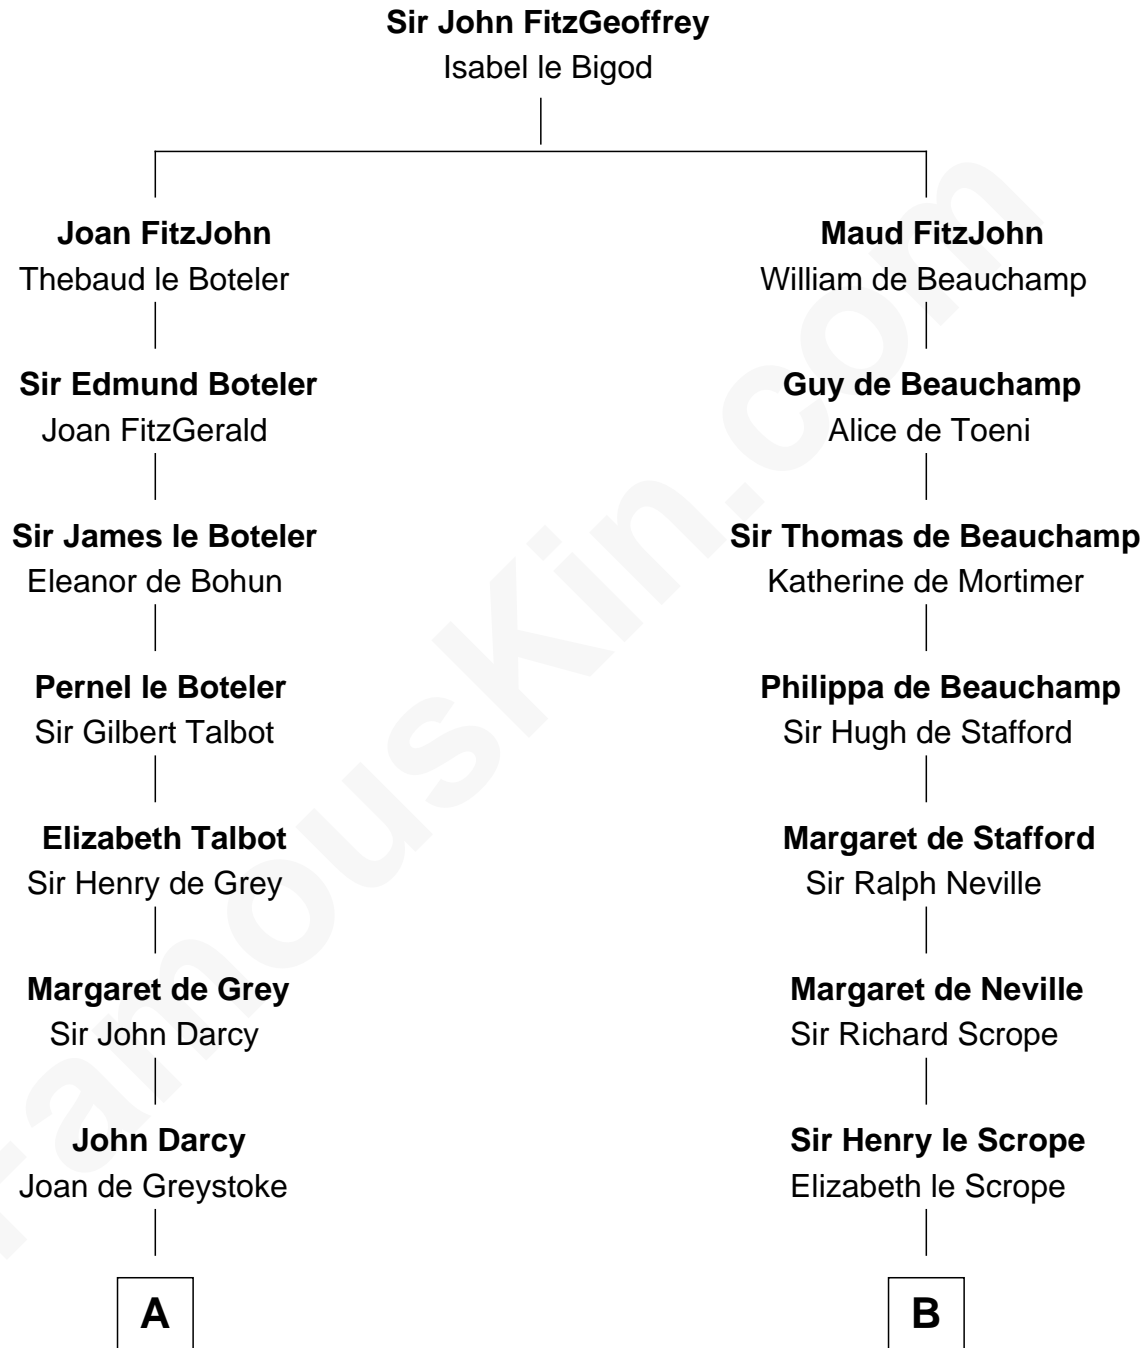 Sir John FitzGeoffrey
Isabel le Bigod
Joan FitzJohn
Thebaud le Boteler
Maud FitzJohn
William de Beauchamp
Sir Edmund Boteler
Joan FitzGerald
Guy de Beauchamp
Alice de Toeni
Sir James le Boteler
Eleanor de Bohun
Sir Thomas de Beauchamp
Katherine de Mortimer
Pernel le Boteler
Sir Gilbert Talbot
Philippa de Beauchamp
Sir Hugh de Stafford
Elizabeth Talbot
Sir Henry de Grey
Margaret de Stafford
Sir Ralph Neville
Margaret de Grey
Sir John Darcy
Margaret de Neville
Sir Richard Scrope
John Darcy
Joan de Greystoke
Sir Henry le Scrope
Elizabeth le Scrope
A
B
FamousKin.com